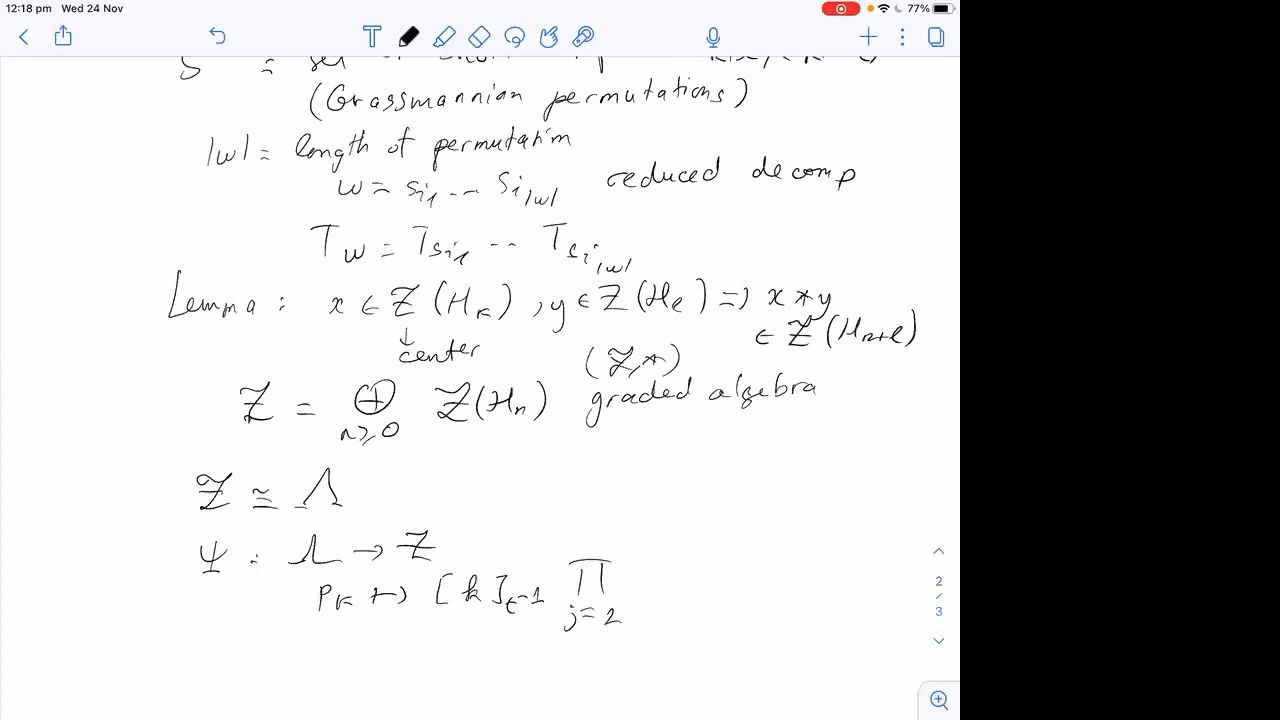 12:18 pm Wed 24 Nov
77%
(Grassmannian permutations)
|w| = length of permutation
w = s_{i_1} ... s_{i_{|w|}} reduced decomp
T_w = T_{s_{i_1}} ... T_{s_{i_{|w|}}}
Lemma : x ∈ Z(H_k), y ∈ Z(H_l) => x * y
∈ Z(H_{k+l})
↓
center
(Z, *)
Z = ⊕_{n≥0} Z(H_n) graded algebra
Z ≅ Λ
Ψ : Λ → Z
p_k ↦ [k]_{t^{-1}} ∏_{j=2}
2
/
3